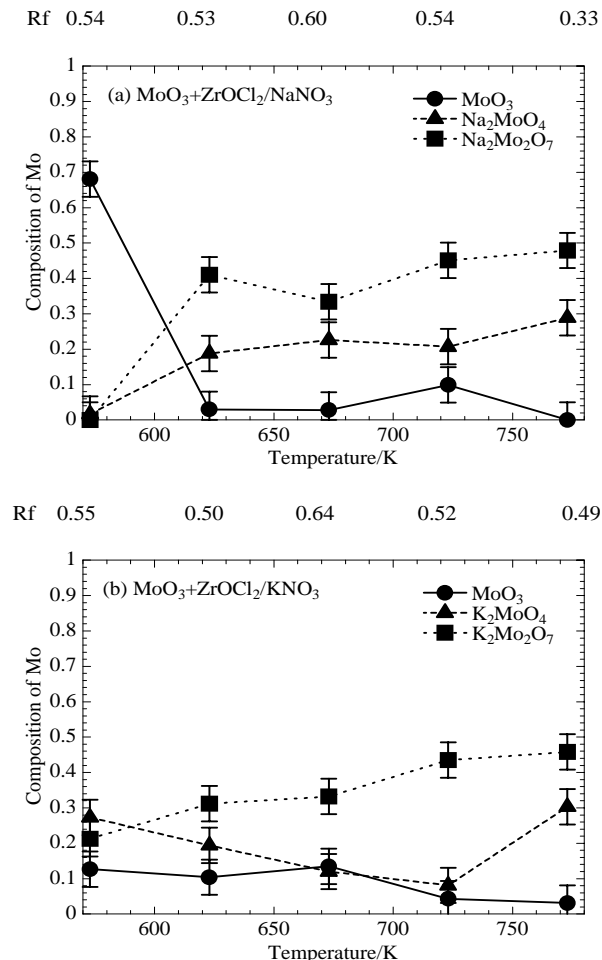 Rf 0.54 0.53 0.60 0.54 0.33
1
(a) MoO₃+ZrOCl₂/NaNO₃
MoO₃
0.9
Na₂MoO₄
0.8
Na₂Mo₂O₇
0.7
0.6
0.5
0.4
0.3
0.2
0.1
0
Composition of Mo
600 650 700 750
Temperature/K
Rf 0.55 0.50 0.64 0.52 0.49
1
(b) MoO₃+ZrOCl₂/KNO₃
MoO₃
0.9
K₂MoO₄
0.8
K₂Mo₂O₇
0.7
0.6
0.5
0.4
0.3
0.2
0.1
0
Composition of Mo
600 650 700 750
Temperature/K